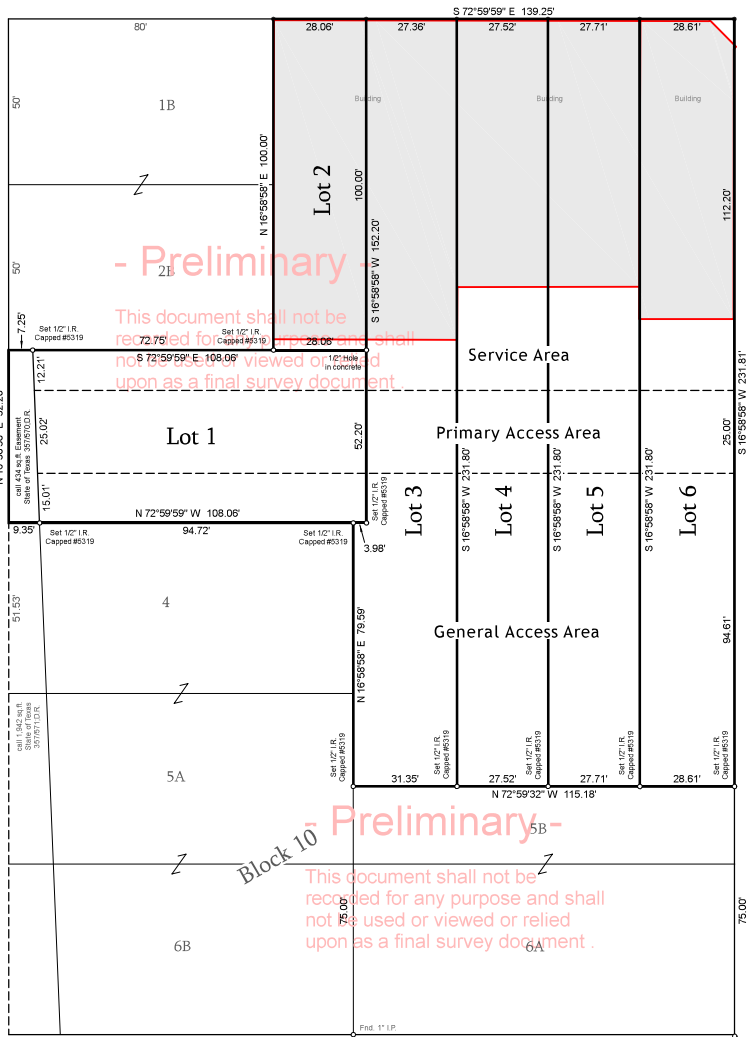 S 72°59'59" E 139.25'
80'
28.06'
27.36'
27.52'
27.71'
28.61'
50'
1B
Building
Building
Building
N 16°58'58" E 100.00'
Lot 2
100.00'
S 16°58'58" W 152.20'
112.20'
- Preliminary -
50'
2B
This document shall not be
recorded for any purpose and shall
not be used or viewed or relied
upon as a final survey document .
7.25'
Set 1/2" I.R.
Capped #5319
72.75'
Set 1/2" I.R.
Capped #5319
28.06'
S 72°59'59" E 108.06'
1/2" Hole
in concrete
Service Area
S 16°58'58" W 231.81'
12.21'
call 434 sq.ft. Easement
State of Texas 357/570;D.R.
25.02'
Lot 1
52.20'
Primary Access Area
25.00'
15.01'
N 72°59'59" W 108.06'
Set 1/2" I.R.
Capped #5319
Lot 3
S 16°58'58" W 231.80'
Lot 4
S 16°58'58" W 231.80'
Lot 5
S 16°58'58" W 231.80'
Lot 6
9.35'
Set 1/2" I.R.
Capped #5319
94.72'
Set 1/2" I.R.
Capped #5319
3.98'
51.53'
4
N 16°58'58" E 79.59'
General Access Area
94.61'
call 1,942 sq.ft.
State of Texas
357/571;D.R.
5A
Set 1/2" I.R.
Capped #5319
Set 1/2" I.R.
Capped #5319
Set 1/2" I.R.
Capped #5319
Set 1/2" I.R.
Capped #5319
31.35'
27.52'
27.71'
28.61'
N 72°59'32" W 115.18'
- Preliminary -
5B
Block 10
This document shall not be
recorded for any purpose and shall
not be used or viewed or relied
upon as a final survey document .
75.00'
75.00'
6B
6A
Fnd. 1" I.P.